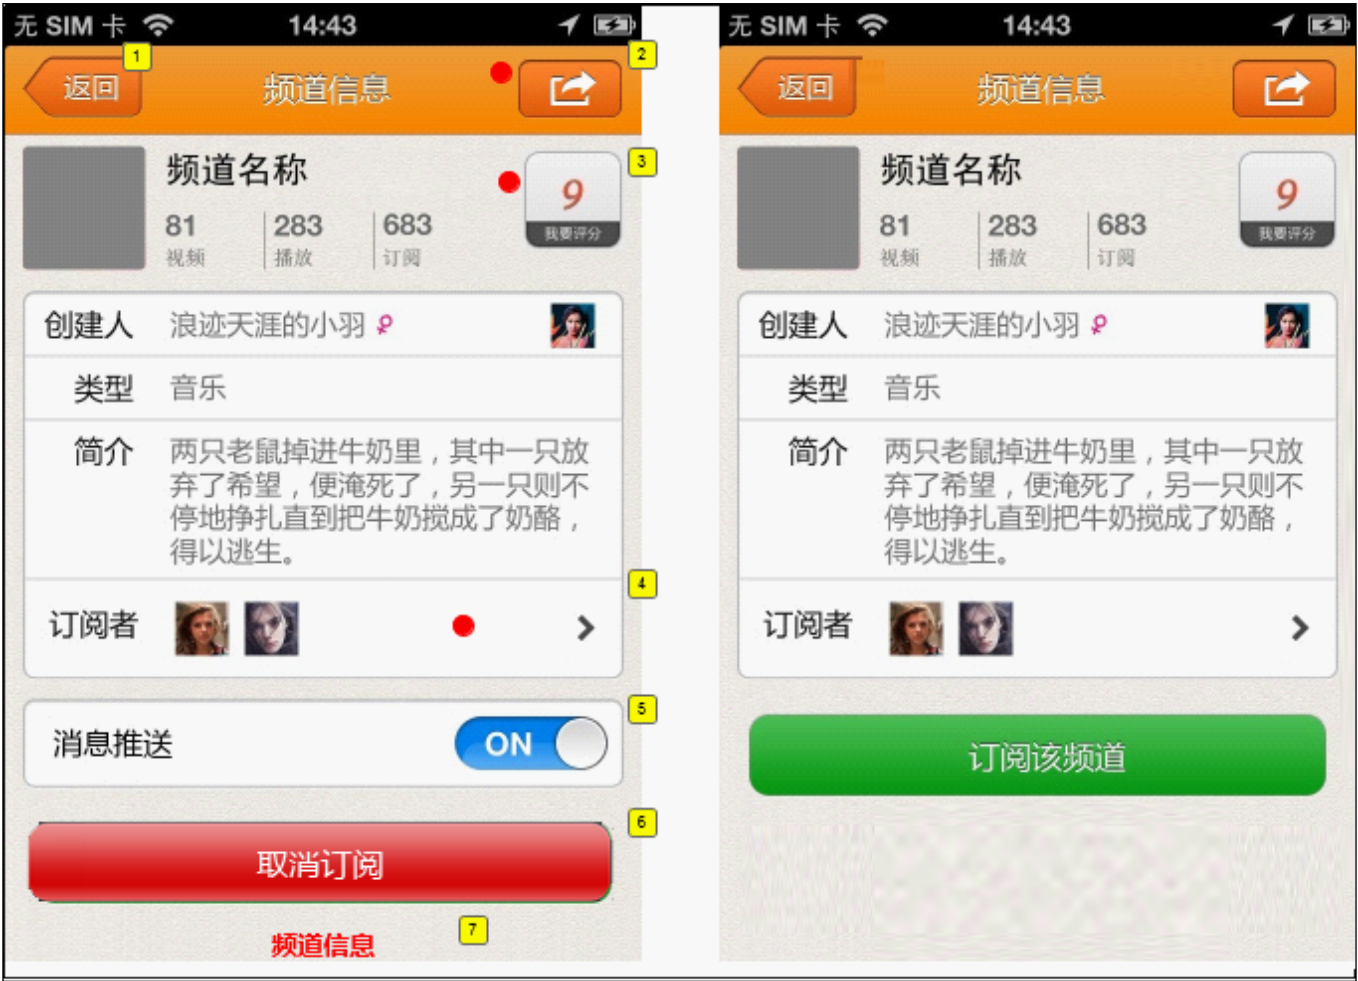 无 SIM 卡 14:43
1
2
返回 频道信息
频道名称
3
9
我要评分
81 283 683
视频 播放 订阅
创建人 浪迹天涯的小羽
类型 音乐
简介 两只老鼠掉进牛奶里，其中一只放
弃了希望，便淹死了，另一只则不
停地挣扎直到把牛奶搅成了奶酪，
得以逃生。
4
订阅者
5
消息推送 ON
6
取消订阅
7
频道信息
无 SIM 卡 14:43
返回 频道信息
频道名称
9
我要评分
81 283 683
视频 播放 订阅
创建人 浪迹天涯的小羽
类型 音乐
简介 两只老鼠掉进牛奶里，其中一只放
弃了希望，便淹死了，另一只则不
停地挣扎直到把牛奶搅成了奶酪，
得以逃生。
订阅者
订阅该频道